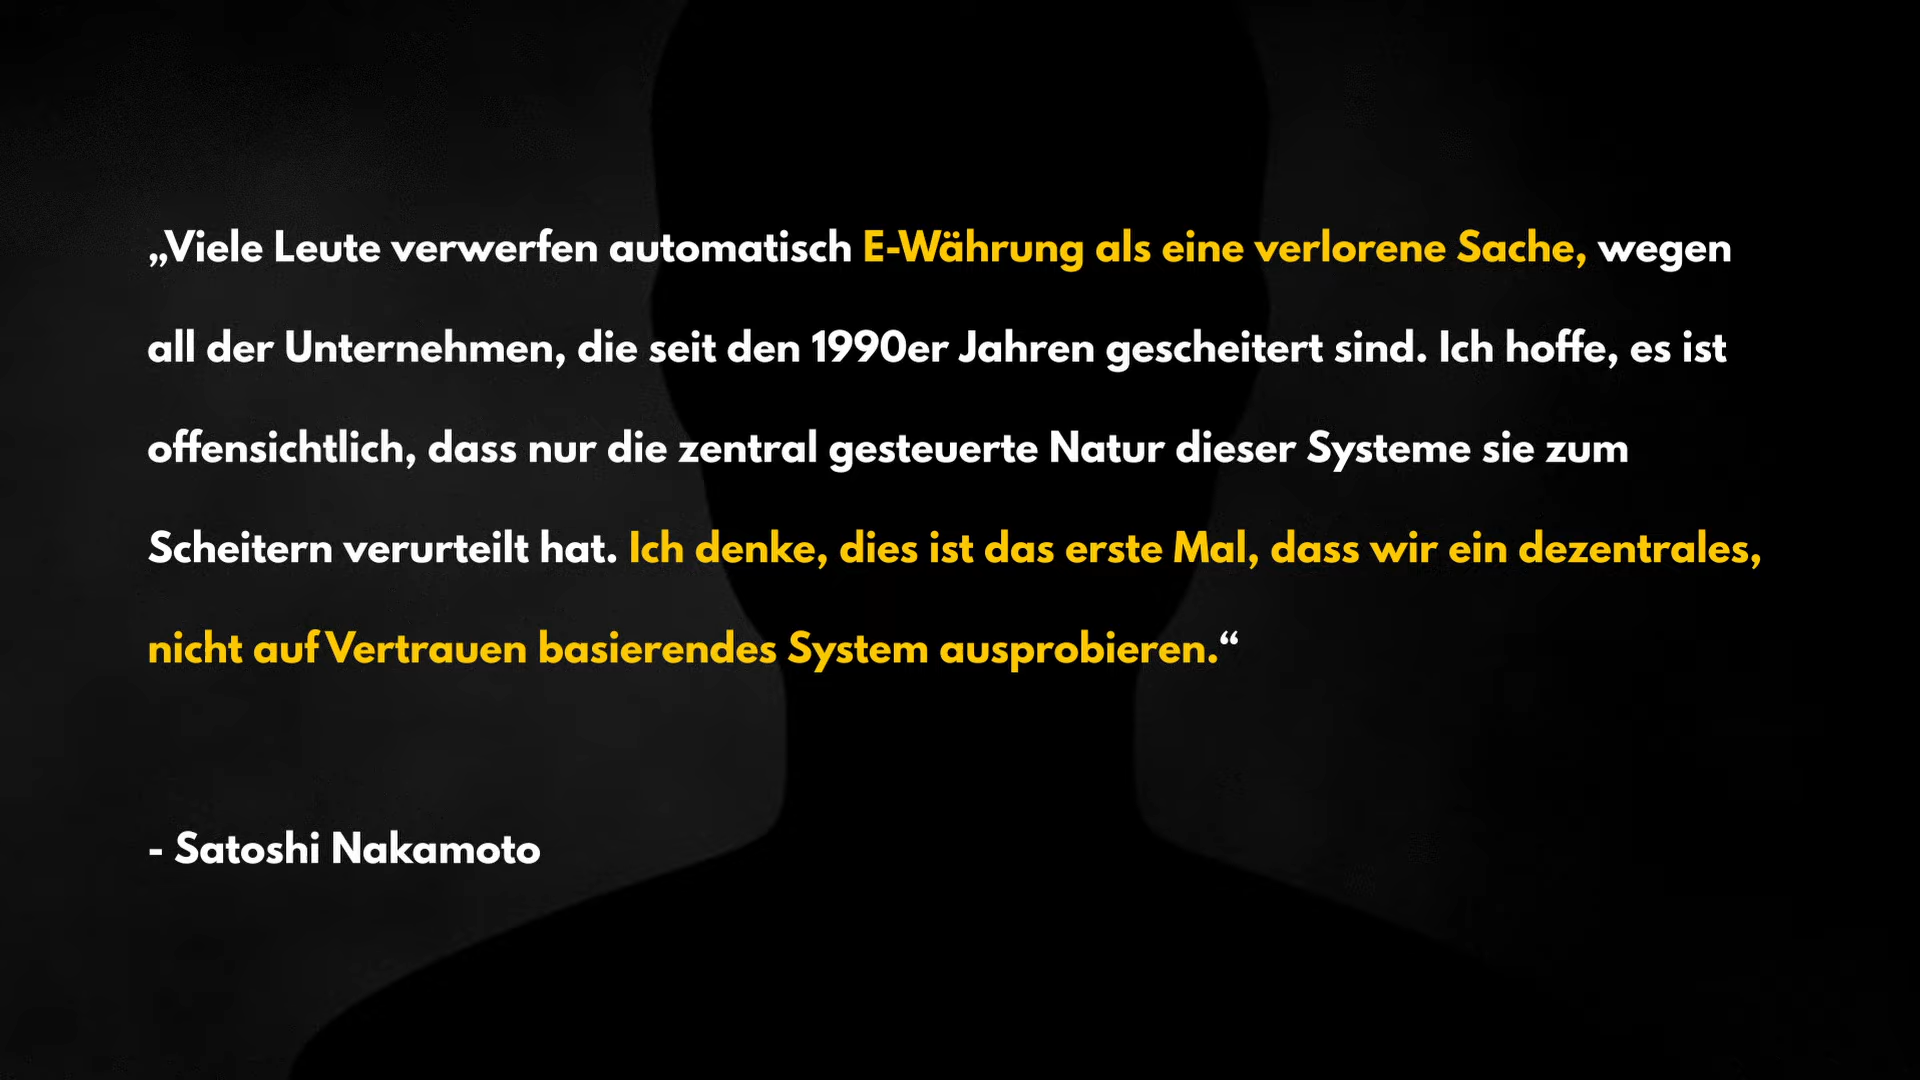 „Viele Leute verwerfen automatisch E-Währung als eine verlorene Sache, wegen
all der Unternehmen, die seit den 1990er Jahren gescheitert sind. Ich hoffe, es ist
offensichtlich, dass nur die zentral gesteuerte Natur dieser Systeme sie zum
Scheitern verurteilt hat. Ich denke, dies ist das erste Mal, dass wir ein dezentrales,
nicht auf Vertrauen basierendes System ausprobieren.“
- Satoshi Nakamoto